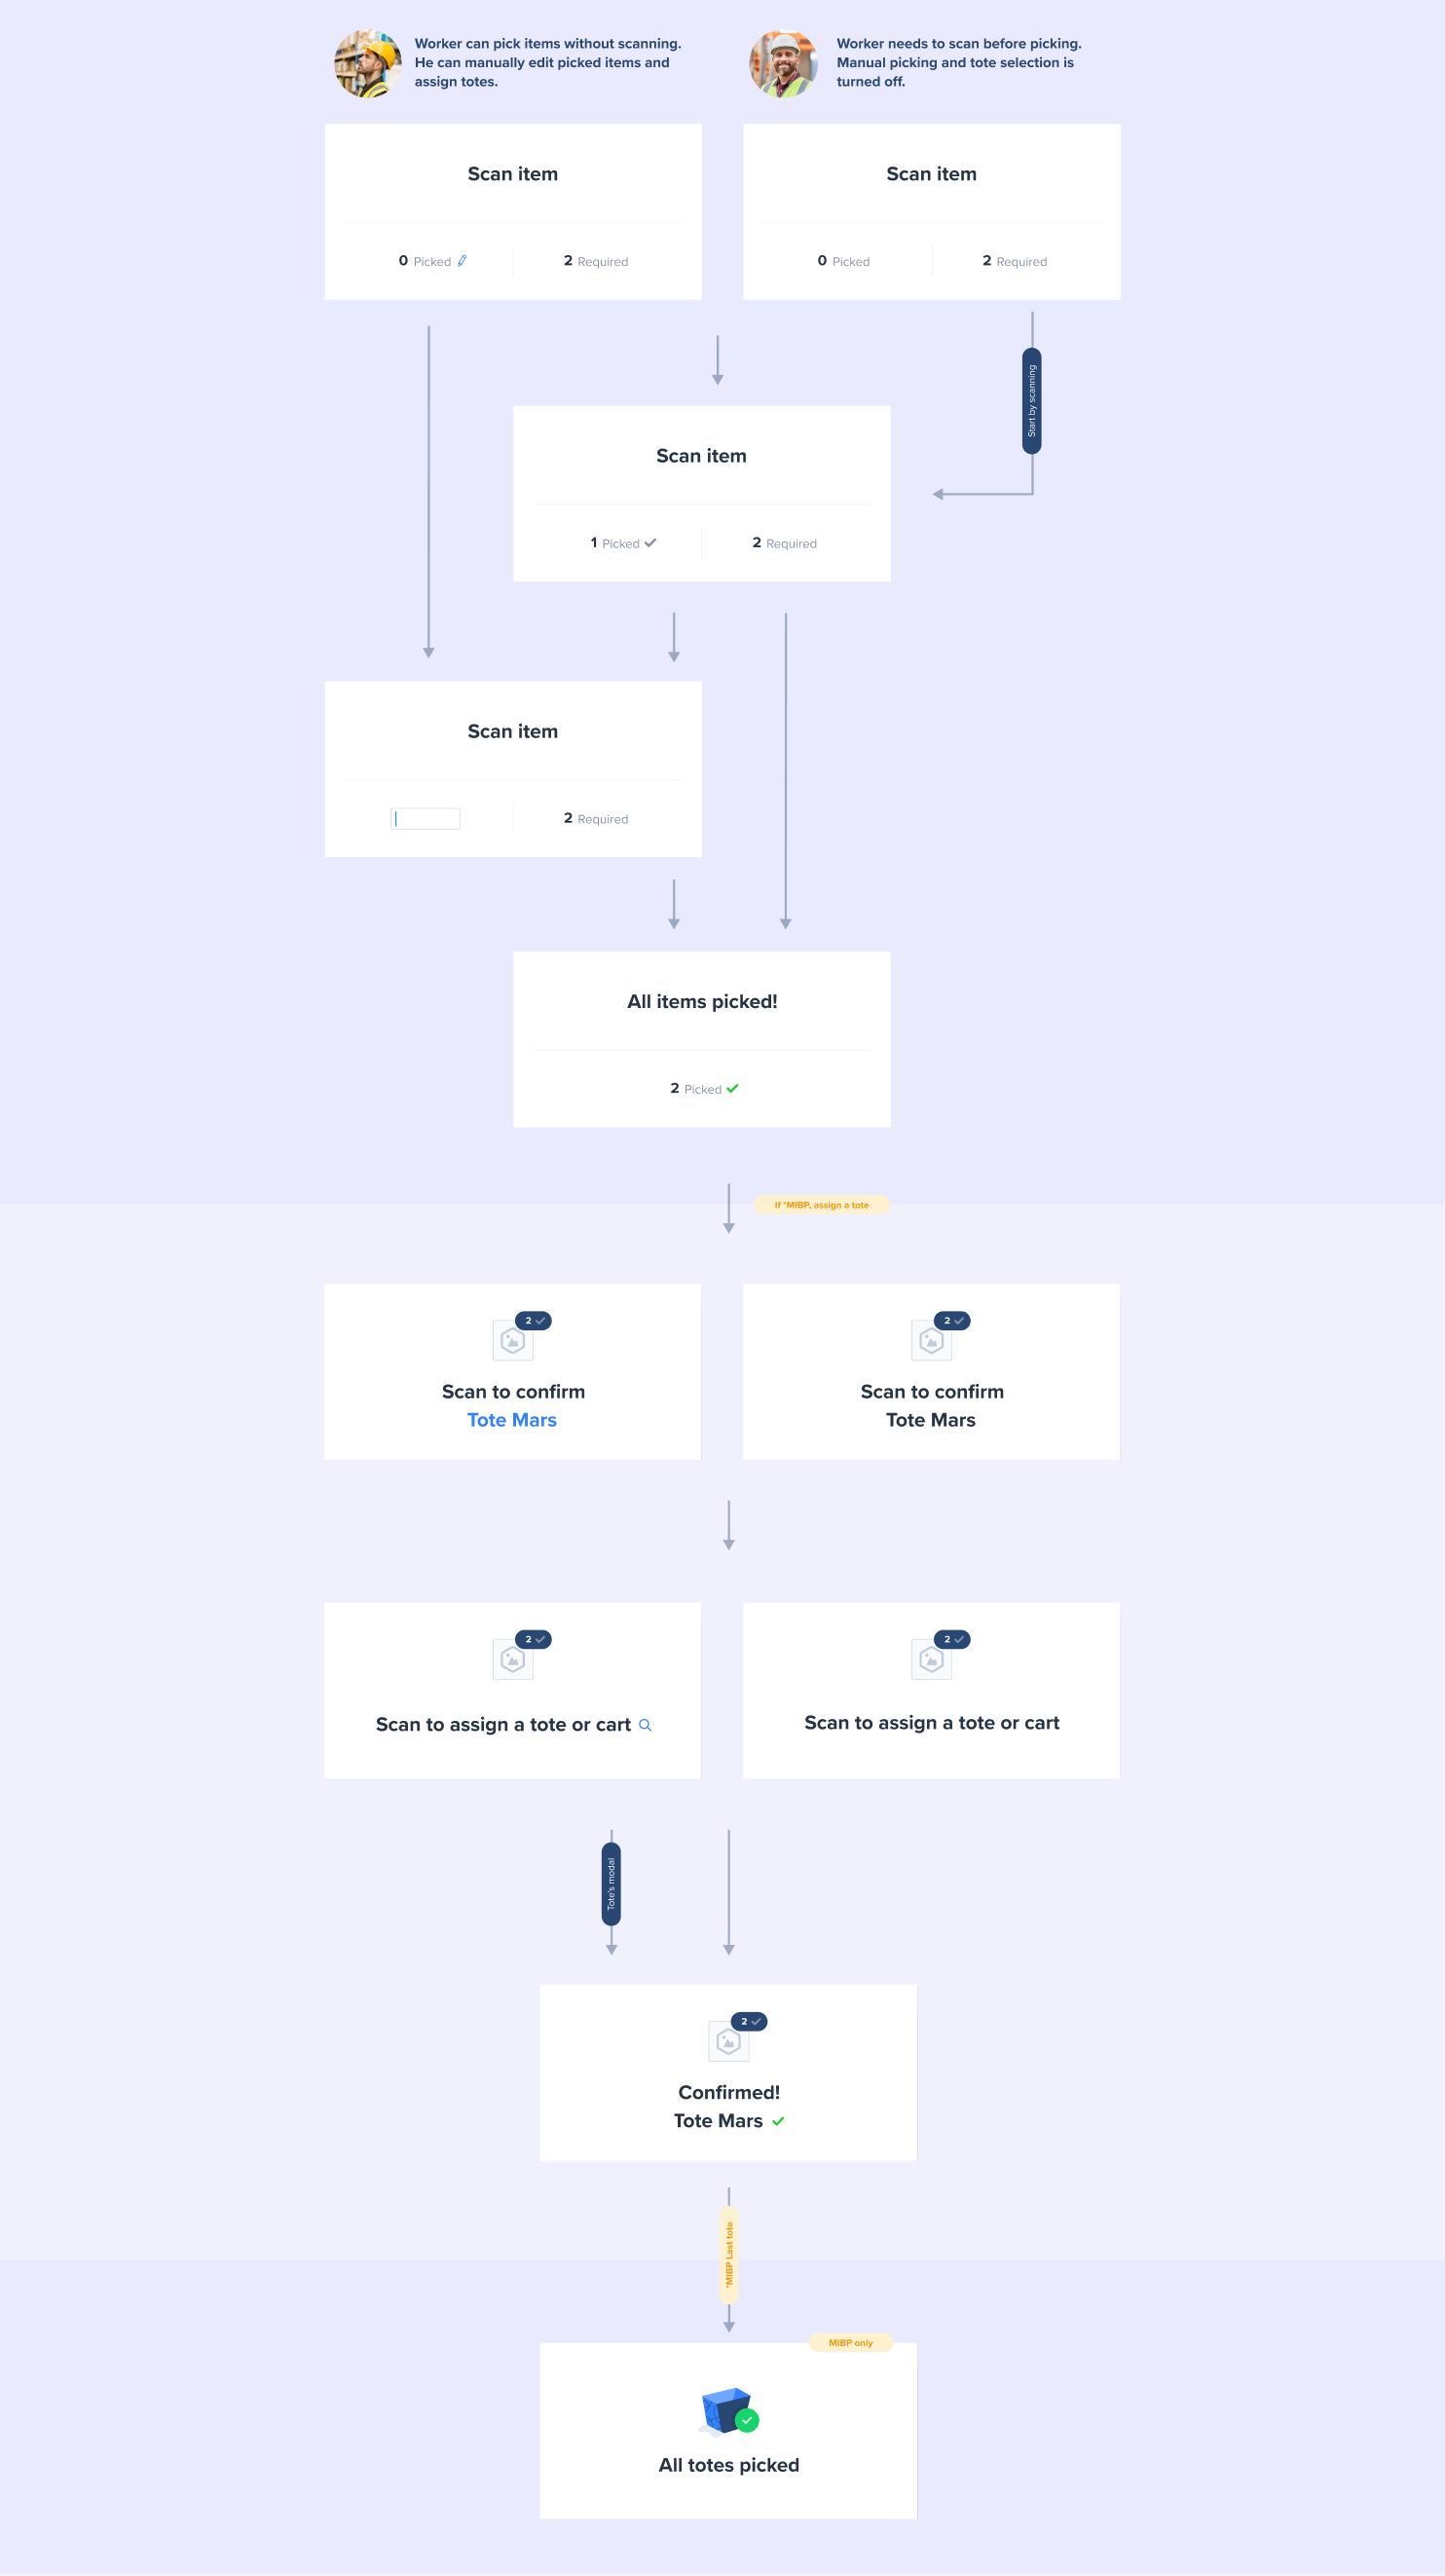 Worker can pick items without scanning.
He can manually edit picked items and
assign totes.
Worker needs to scan before picking.
Manual picking and tote selection is
turned off.
Scan item
0 Picked
2 Required
Scan item
0 Picked
2 Required
Start by scanning
Scan item
1 Picked
2 Required
Scan item
2 Required
All items picked!
2 Picked
If *MIBP, assign a tote
2
Scan to confirm
Tote Mars
2
Scan to confirm
Tote Mars
2
Scan to assign a tote or cart
2
Scan to assign a tote or cart
Tote's modal
2
Confirmed!
Tote Mars
*MIBP Last tote
MIBP only
All totes picked